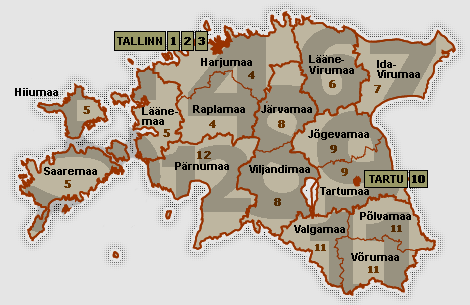 TALLINN 1 2 3
Harjumaa
4
Lääne-
Virumaa
6
Ida-
Virumaa
7
Hiiumaa
5
Lääne-
maa
5
Raplamaa
4
Järvamaa
8
Jõgevamaa
9
Saaremaa
5
12
Pärnumaa
Viljandimaa
8
9
Tartumaa
TARTU 10
Põlvamaa
11
Valgamaa
11
Võrumaa
11